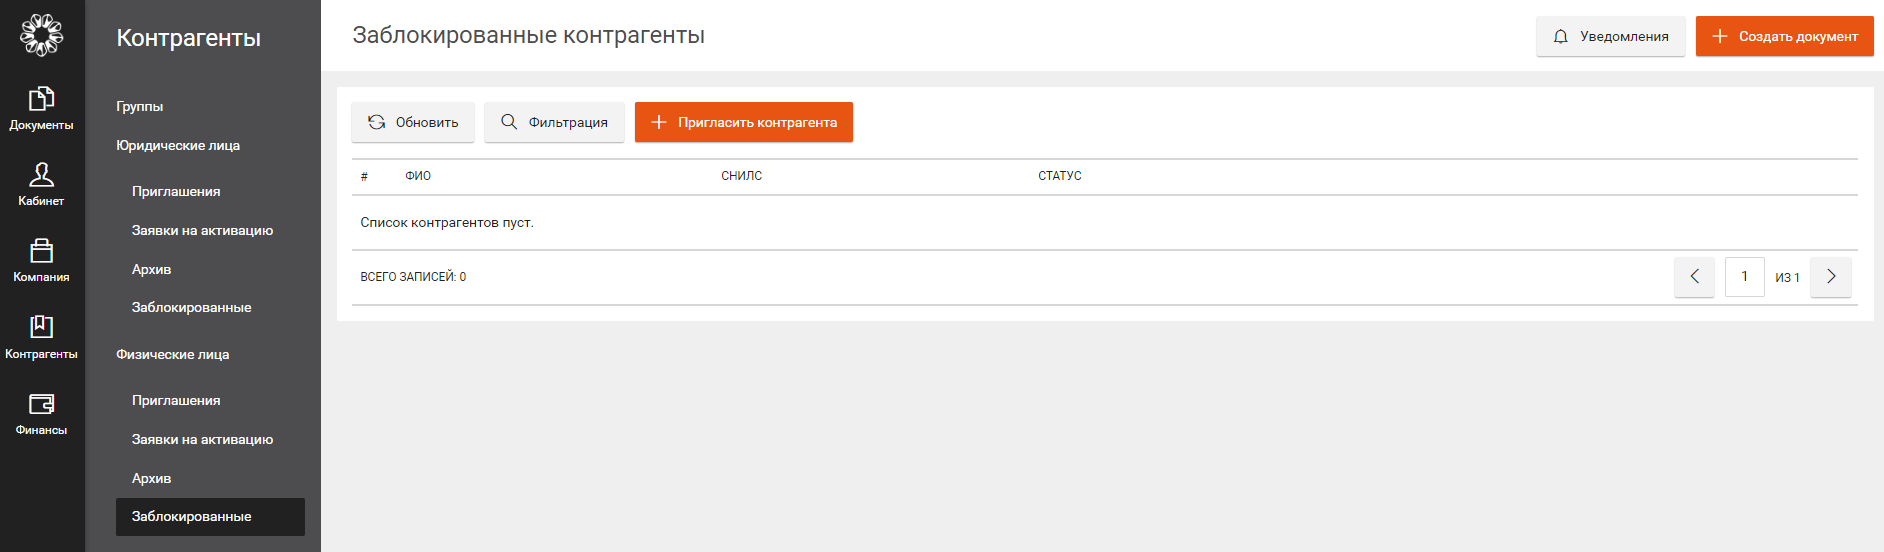 Документы
Кабинет
Компания
Контрагенты
Финансы
Контрагенты
Группы
Юридические лица
Приглашения
Заявки на активацию
Архив
Заблокированные
Физические лица
Приглашения
Заявки на активацию
Архив
Заблокированные
Заблокированные контрагенты
Уведомления
Создать документ
Обновить
Фильтрация
Пригласить контрагента
# ФИО СНИЛС СТАТУС
Список контрагентов пуст.
ВСЕГО ЗАПИСЕЙ: 0
1 ИЗ 1